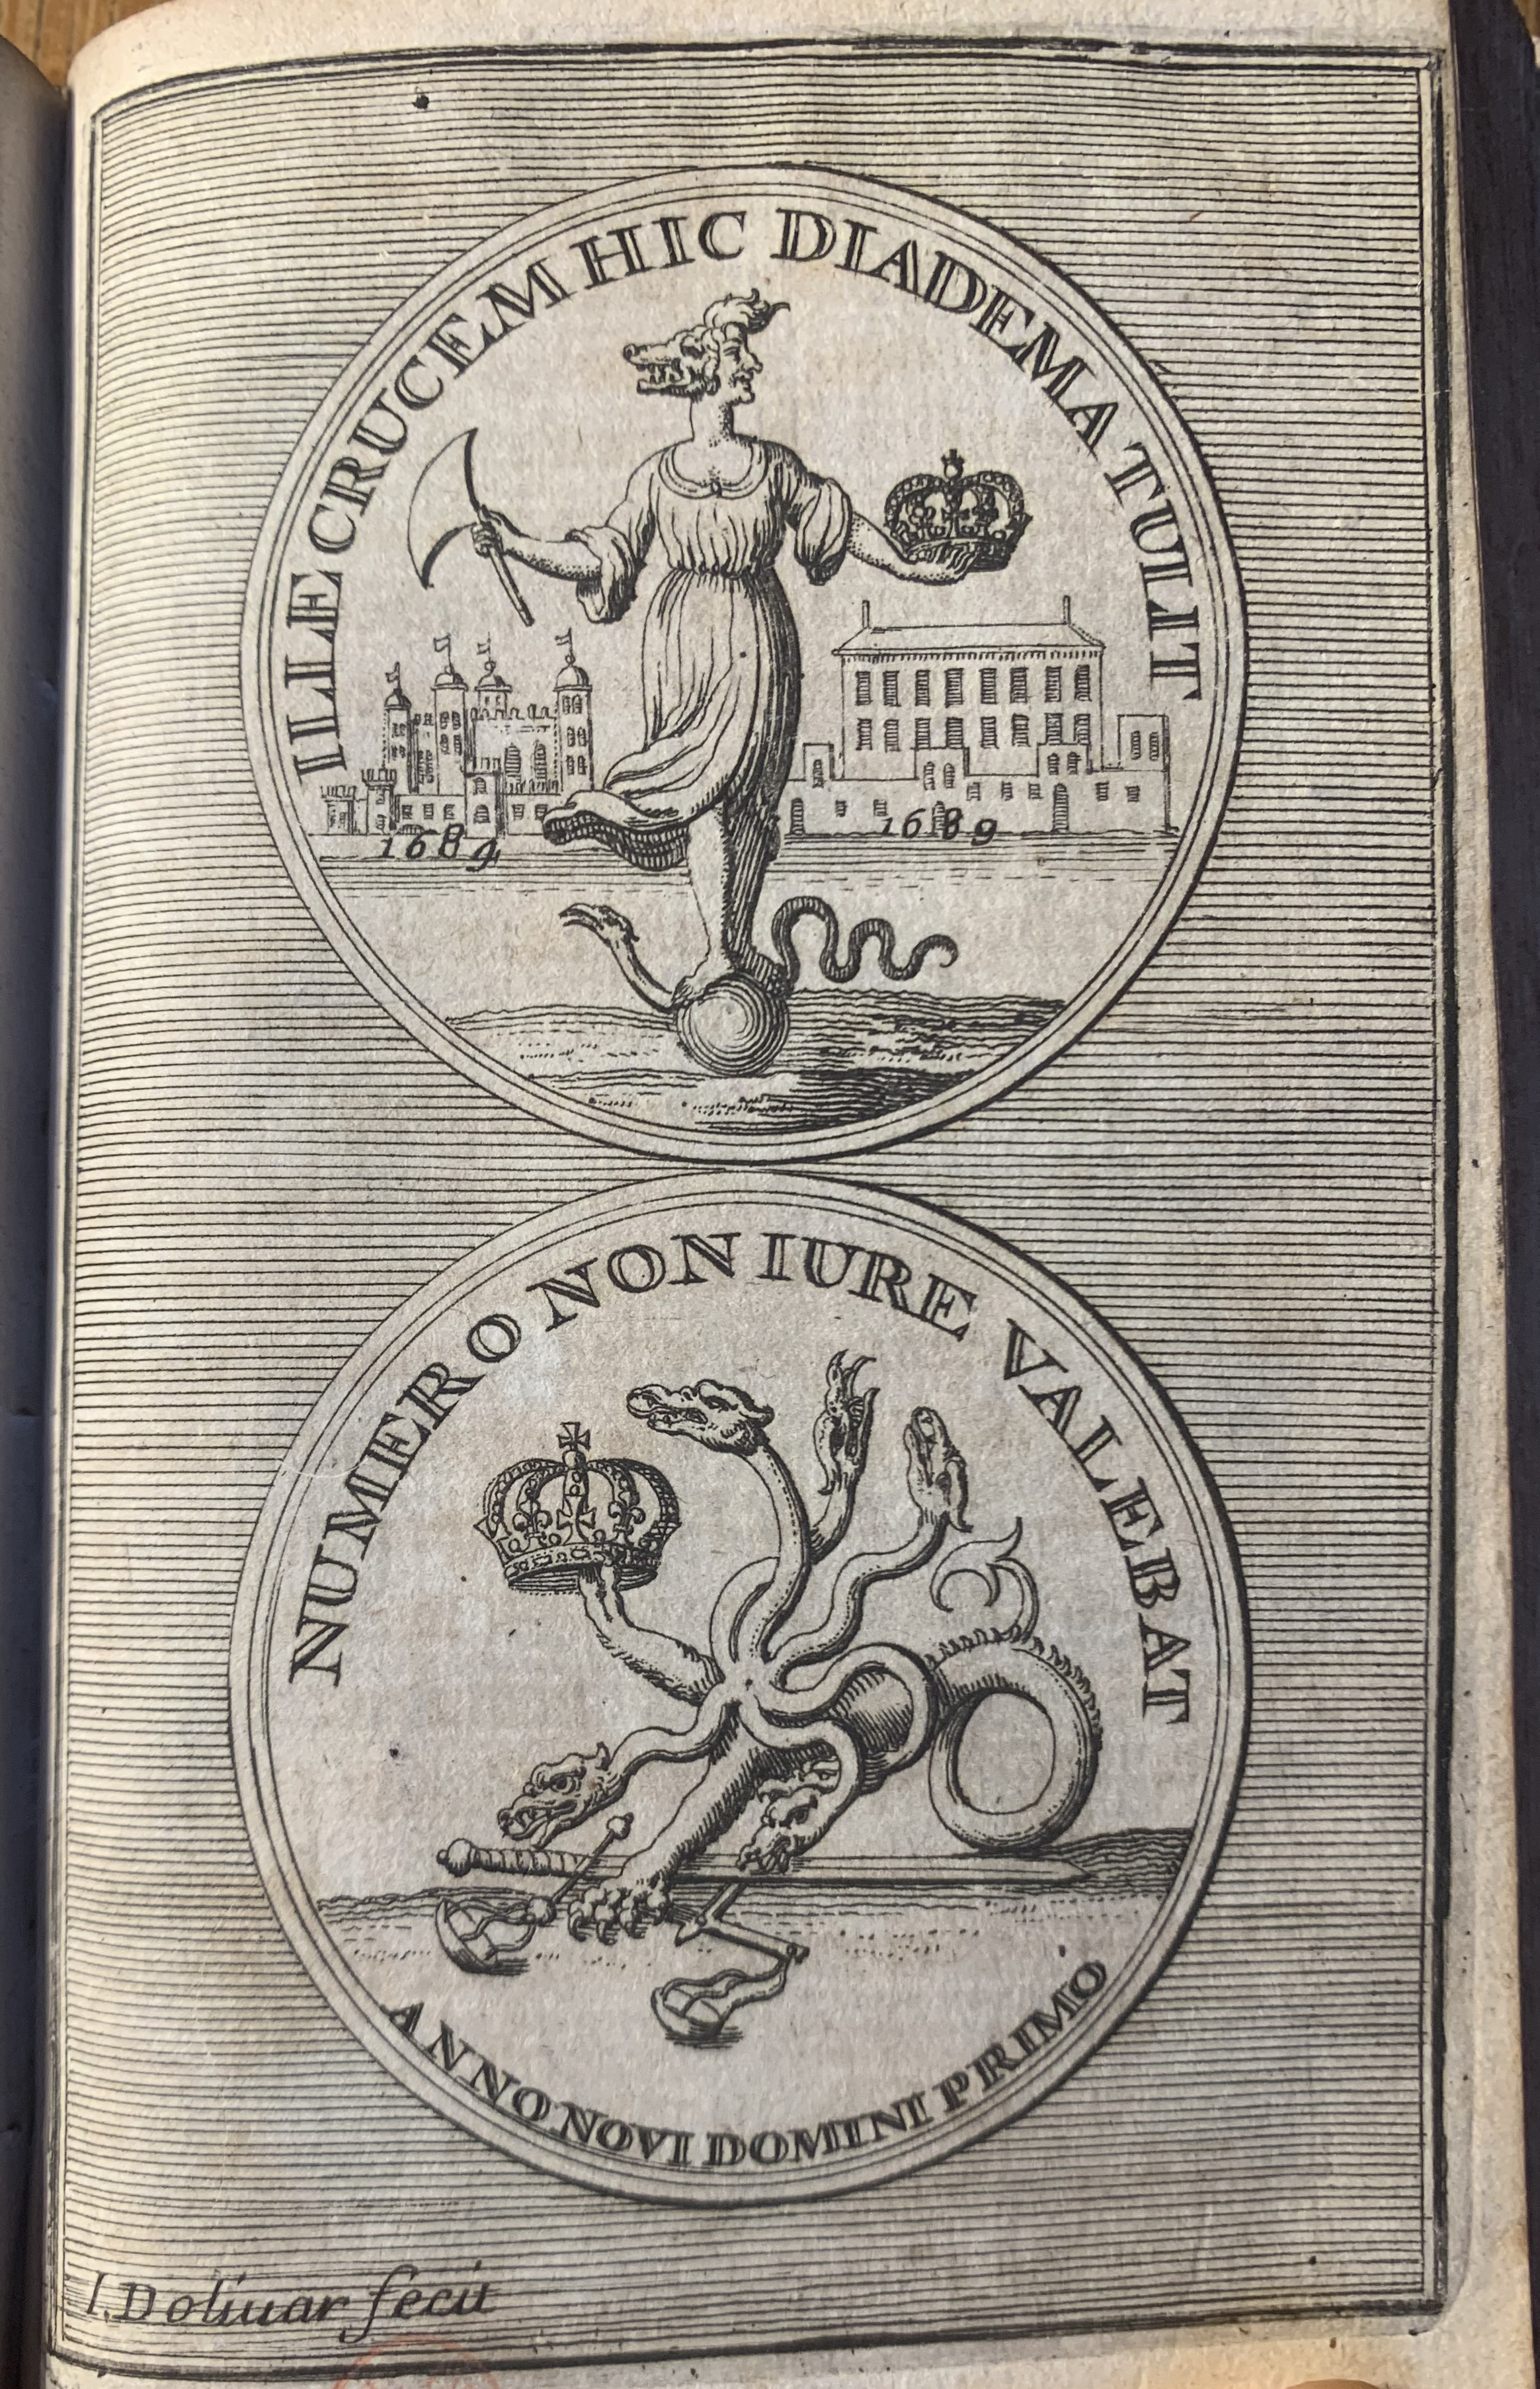 ILLE CRUCEM HIC DIADEMA TULIT
1684 1689
NUMERO NON IURE VALEBAT
ANNO NOVI DOMINI PRIMO
I. Doliuar fecit